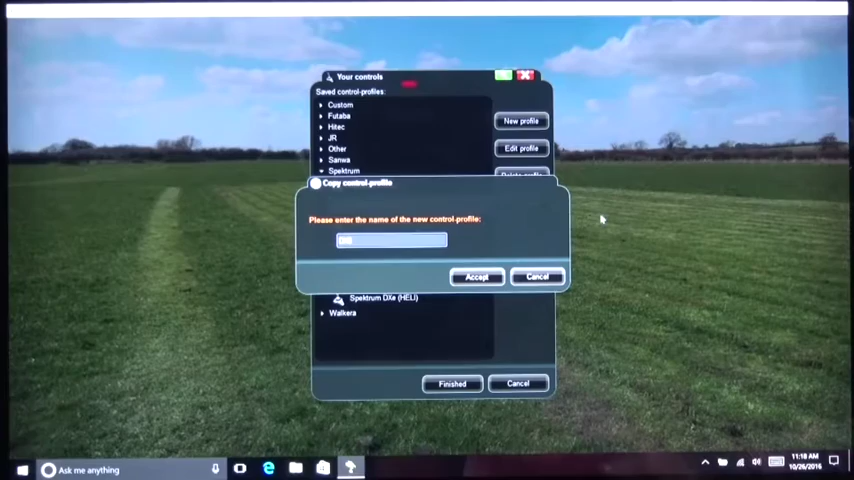 Your controls
Saved control-profiles:
Custom
Futaba
Hitec
JR
Other
Sanwa
Spektrum
New profile
Edit profile
Delete profile
Copy control-profile
Please enter the name of the new control-profile:
Accept
Cancel
Spektrum DXe (HELI)
Walkera
Finished
Cancel
Ask me anything
11:18 AM
10/26/2016